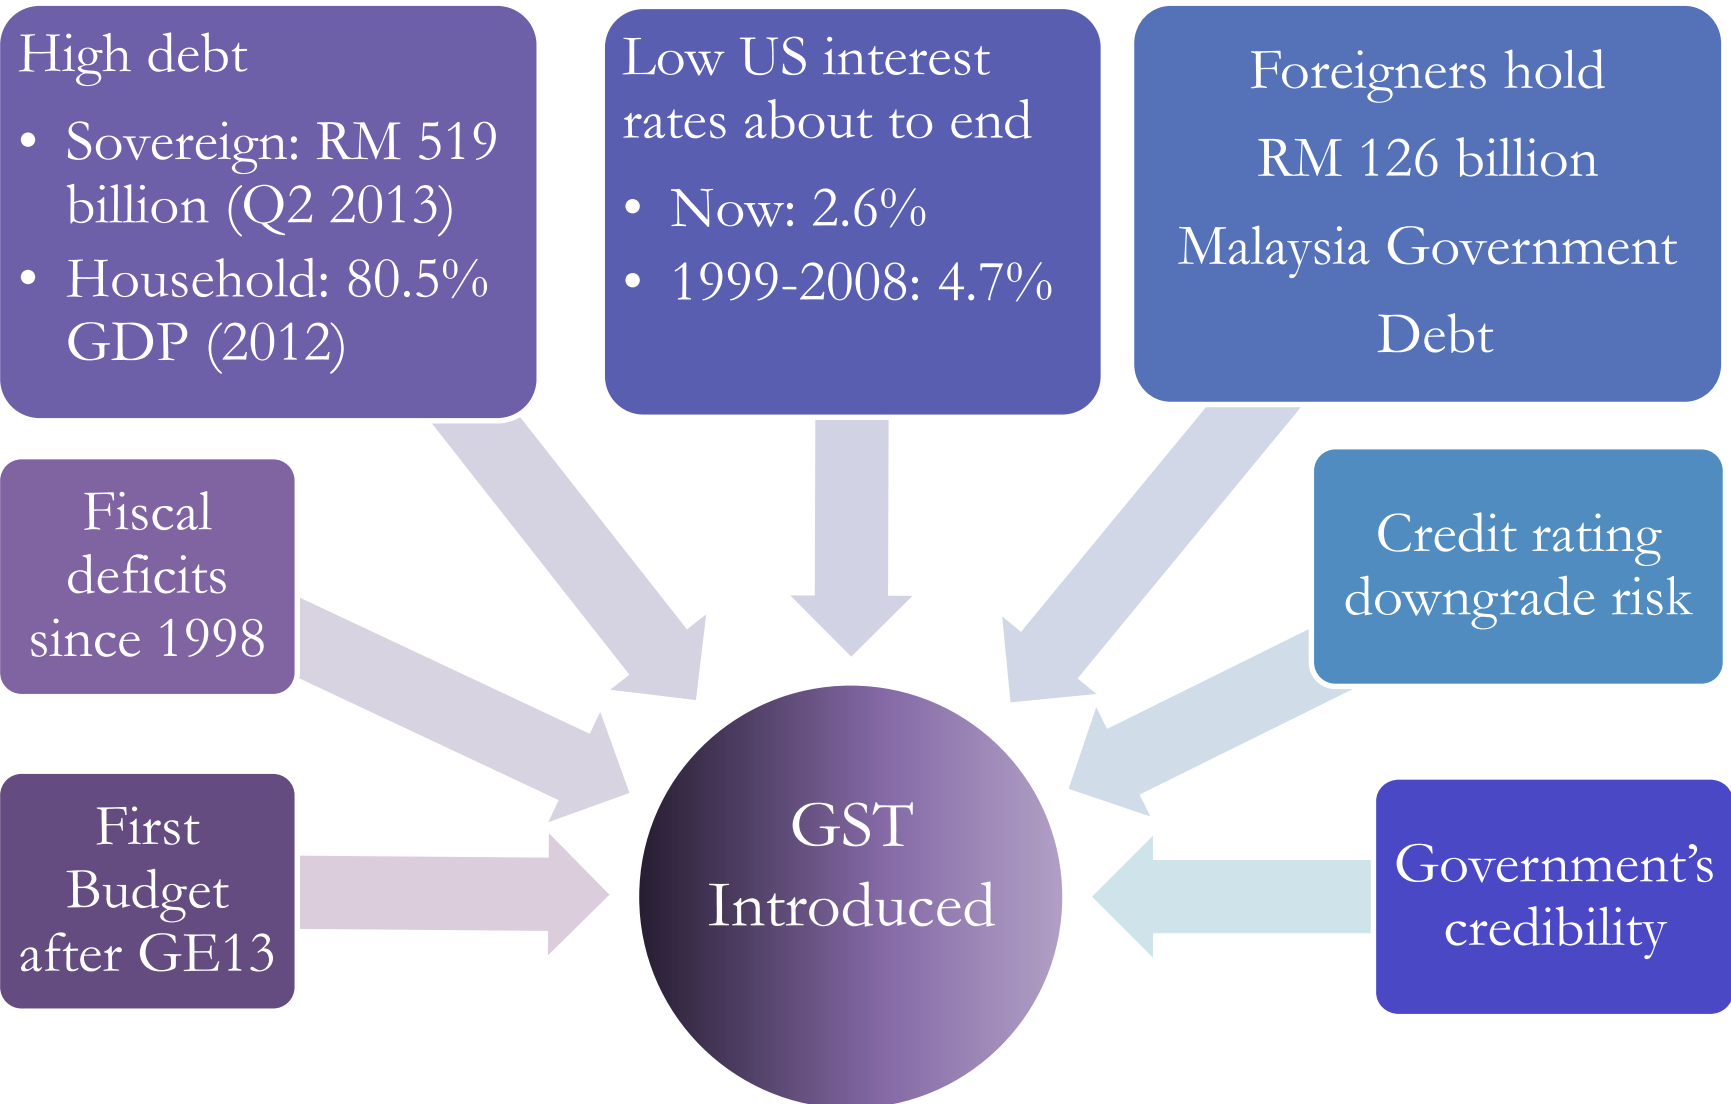 High debt
• Sovereign: RM 519
billion (Q2 2013)
• Household: 80.5%
GDP (2012)
Low US interest
rates about to end
• Now: 2.6%
• 1999-2008: 4.7%
Foreigners hold
RM 126 billion
Malaysia Government
Debt
Fiscal
deficits
since 1998
Credit rating
downgrade risk
First
Budget
after GE13
GST
Introduced
Government’s
credibility